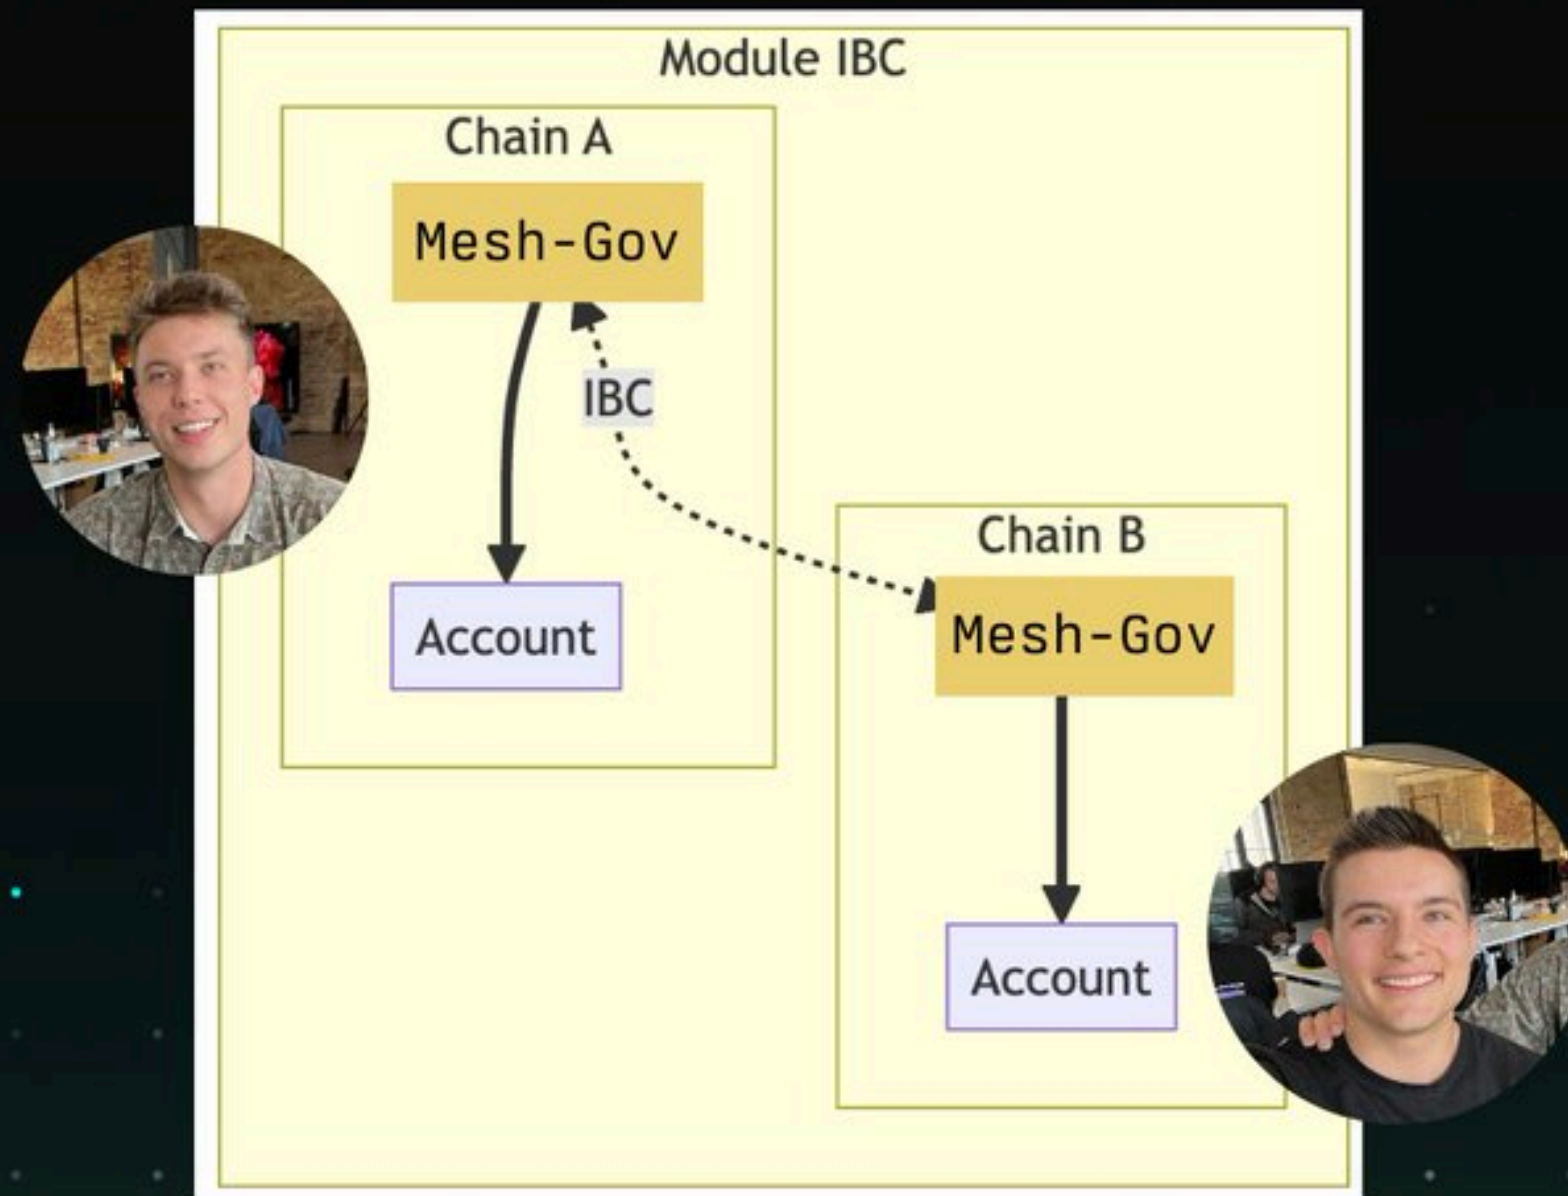 Module IBC
Chain A
Mesh-Gov
IBC
Account
Chain B
Mesh-Gov
Account